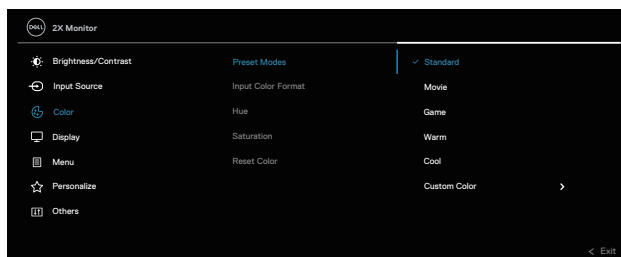 DELL 2X Monitor
Brightness/Contrast Preset Modes Standard
Input Source Input Color Format Movie
Color Hue Game
Display Saturation Warm
Menu Reset Color Cool
Personalize Custom Color
Others
Exit